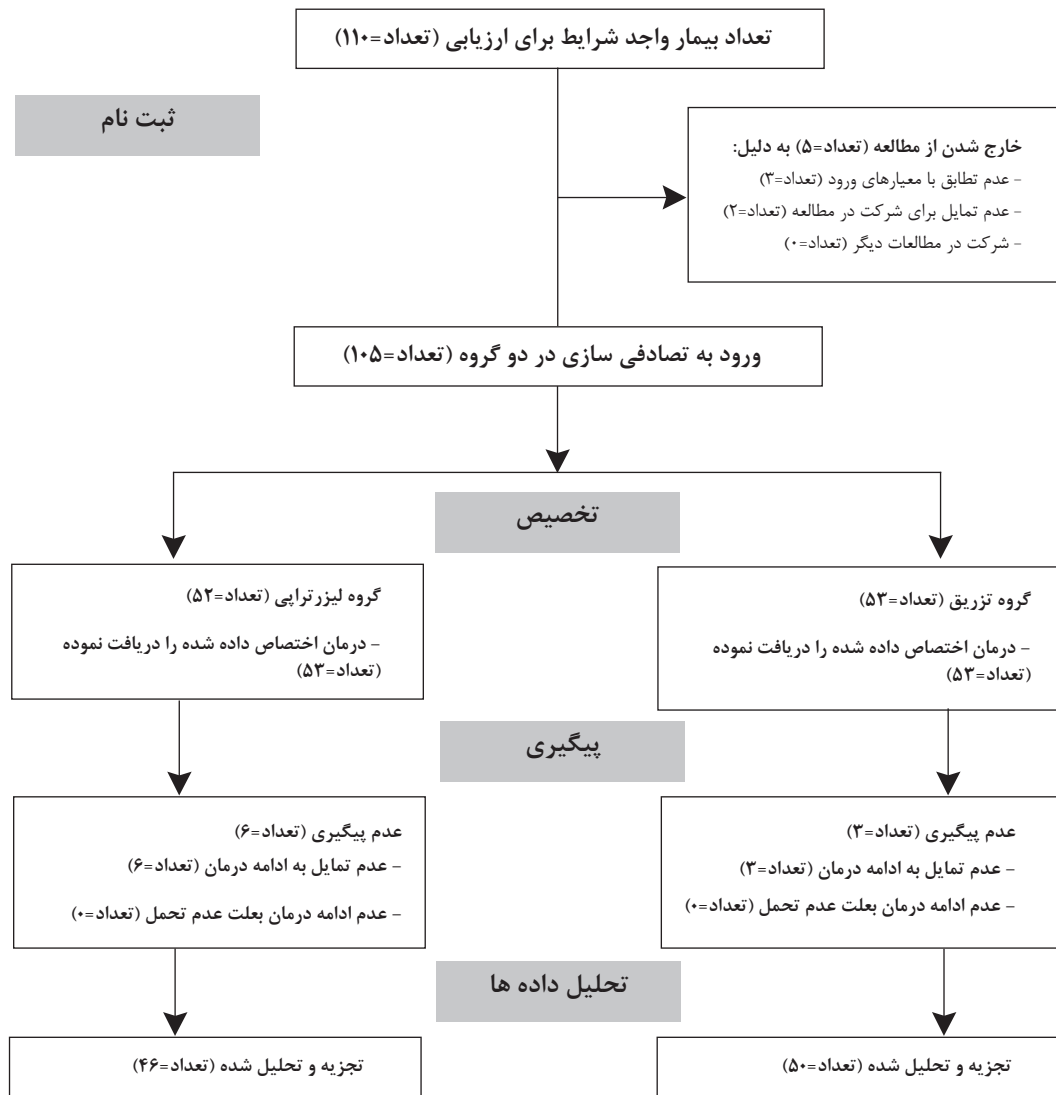 تعداد بیمار واجد شرایط برای ارزیابی (تعداد=۱۱۰)
ثبت نام
خارج شدن از مطالعه (تعداد=۵) به دلیل:
- عدم تطابق با معیارهای ورود (تعداد=۳)
- عدم تمایل برای شرکت در مطالعه (تعداد=۲)
- شرکت در مطالعات دیگر (تعداد=۰)
ورود به تصادفی سازی در دو گروه (تعداد=۱۰۵)
تخصیص
گروه تزریق (تعداد=۵۳)
- درمان اختصاص داده شده را دریافت نموده
(تعداد=۵۳)
گروه لیزرتراپی (تعداد=۵۲)
- درمان اختصاص داده شده را دریافت نموده
(تعداد=۵۳)
پیگیری
عدم پیگیری (تعداد=۳)
- عدم تمایل به ادامه درمان (تعداد=۳)
- عدم ادامه درمان بعلت عدم تحمل (تعداد=۰)
عدم پیگیری (تعداد=۶)
- عدم تمایل به ادامه درمان (تعداد=۶)
- عدم ادامه درمان بعلت عدم تحمل (تعداد=۰)
تحلیل داده ها
تجزیه و تحلیل شده (تعداد=۵۰)
تجزیه و تحلیل شده (تعداد=۴۶)